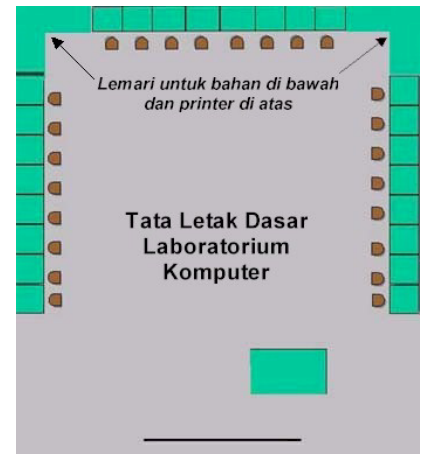 Lemari untuk bahan di bawah
dan printer di atas
Tata Letak Dasar
Laboratorium
Komputer